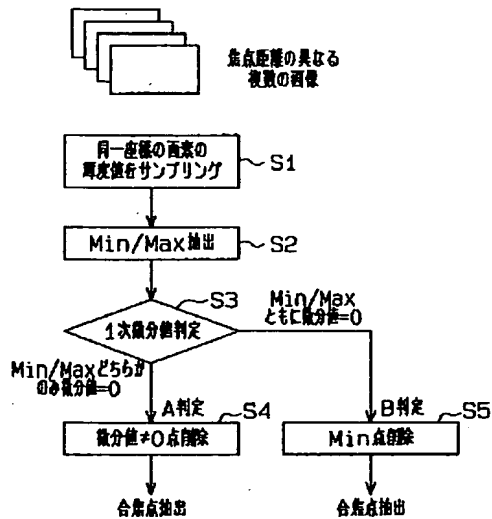 焦点距離の異なる
複数の画像
同一座標の画素の
輝度値をサンプリング
S1
Min/Max抽出
S2
S3
1次微分値判定
Min/Max
ともに微分値=0
Min/Maxどちらか
のみ微分値=0
A判定
S4
B判定
S5
微分値≠0点削除
Min点削除
合焦点抽出
合焦点抽出